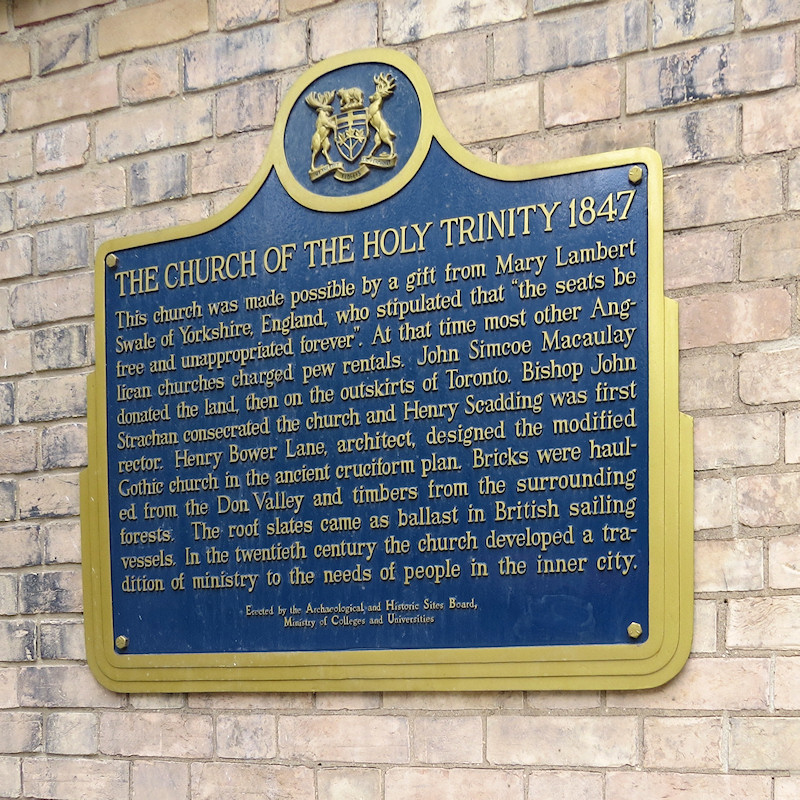 THE CHURCH OF THE HOLY TRINITY 1847
This church was made possible by a gift from Mary Lambert
Swale of Yorkshire, England, who stipulated that "the seats be
free and unappropriated forever". At that time most other Ang-
lican churches charged pew rentals. John Simcoe Macaulay
donated the land, then on the outskirts of Toronto. Bishop John
Strachan consecrated the church and Henry Scadding was first
rector. Henry Bower Lane, architect, designed the modified
Gothic church in the ancient cruciform plan. Bricks were haul-
ed from the Don Valley and timbers from the surrounding
forests. The roof slates came as ballast in British sailing
vessels. In the twentieth century the church developed a tra-
dition of ministry to the needs of people in the inner city.
Erected by the Archaeological and Historic Sites Board,
Ministry of Colleges and Universities